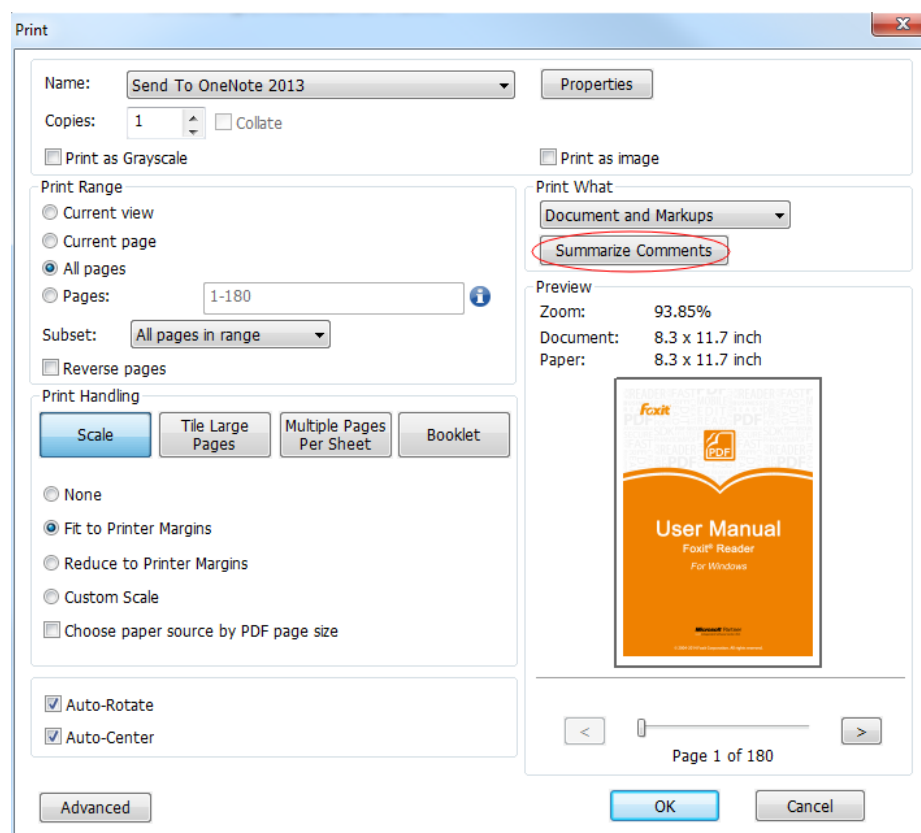 Print
X
Name: Send To OneNote 2013 Properties
Copies: 1 Collate
Print as Grayscale Print as image
Print Range
Current view
Current page
All pages
Pages: 1-180
Subset: All pages in range
Reverse pages
Print What
Document and Markups
Summarize Comments
Print Handling
Scale
Tile Large
Pages
Multiple Pages
Per Sheet
Booklet
None
Fit to Printer Margins
Reduce to Printer Margins
Custom Scale
Choose paper source by PDF page size
Auto-Rotate
Auto-Center
Preview
Zoom: 93.85%
Document: 8.3 x 11.7 inch
Paper: 8.3 x 11.7 inch
Foxit
PDF
User Manual
Foxit® Reader
For Windows
Microsoft Partner
< >
Page 1 of 180
Advanced OK Cancel